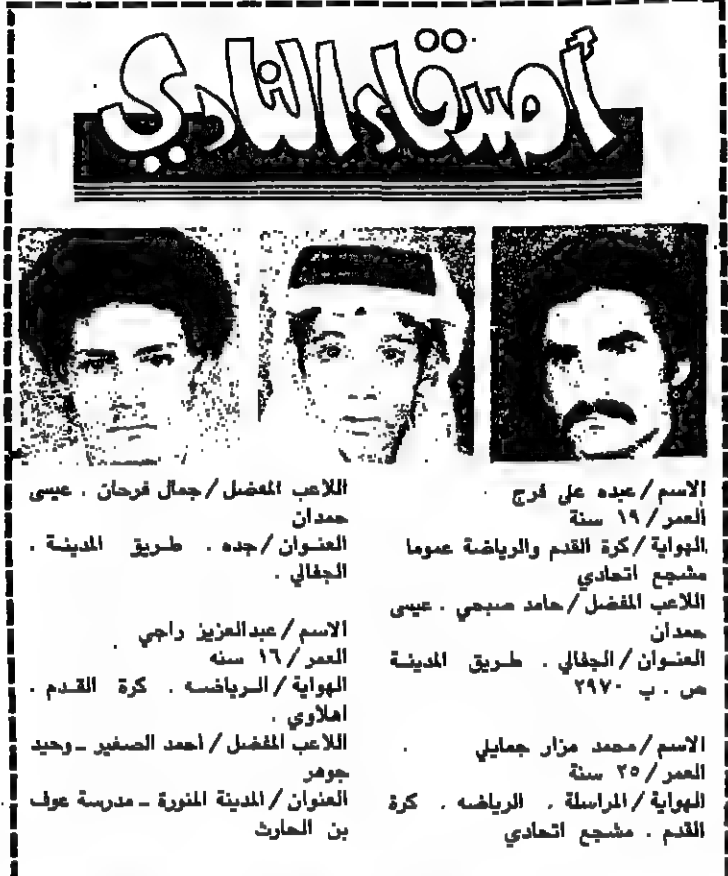 أصدقاء النادي
الاسم / عبده علي فرج
العمر / ١٩ سنة
الهواية / كرة القدم والرياضة عموما
مشجع اتحادي
اللاعب المفضل / حامد صبحي . عيسى
حمدان
العنوان / الجفالي . طريق المدينة
ص . ب ٢٩٧٠
الاسم / محمد مزار جمايلي
العمر / ٢٥ سنة
الهواية / المراسلة . الرياضه . كرة
القدم . مشجع اتحادي
اللاعب المفضل / جمال فرحان . عيسى
حمدان
العنوان / جده . طريق المدينة .
الجفالي .
الاسم / عبدالعزيز راجي
العمر / ١٦ سنه
الهواية / الرياضه . كرة القدم .
اهلاوي .
اللاعب المفضل / أحمد الصغير ـ وحيد
جوهر
العنوان / المدينة المنورة ـ مدرسة عوف
بن الحارث